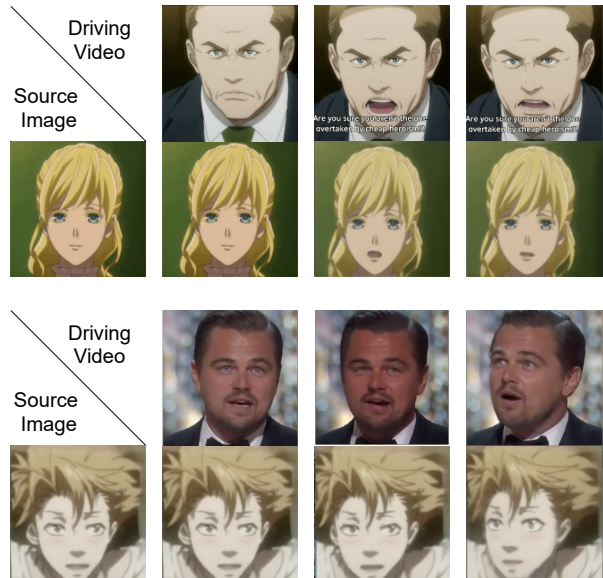 Driving
Video
Source
Image
Are you sure you aren't the one
overtaken by cheap heroism!!!
Are you sure you aren't the one
overtaken by cheap heroism!!!
Driving
Video
Source
Image